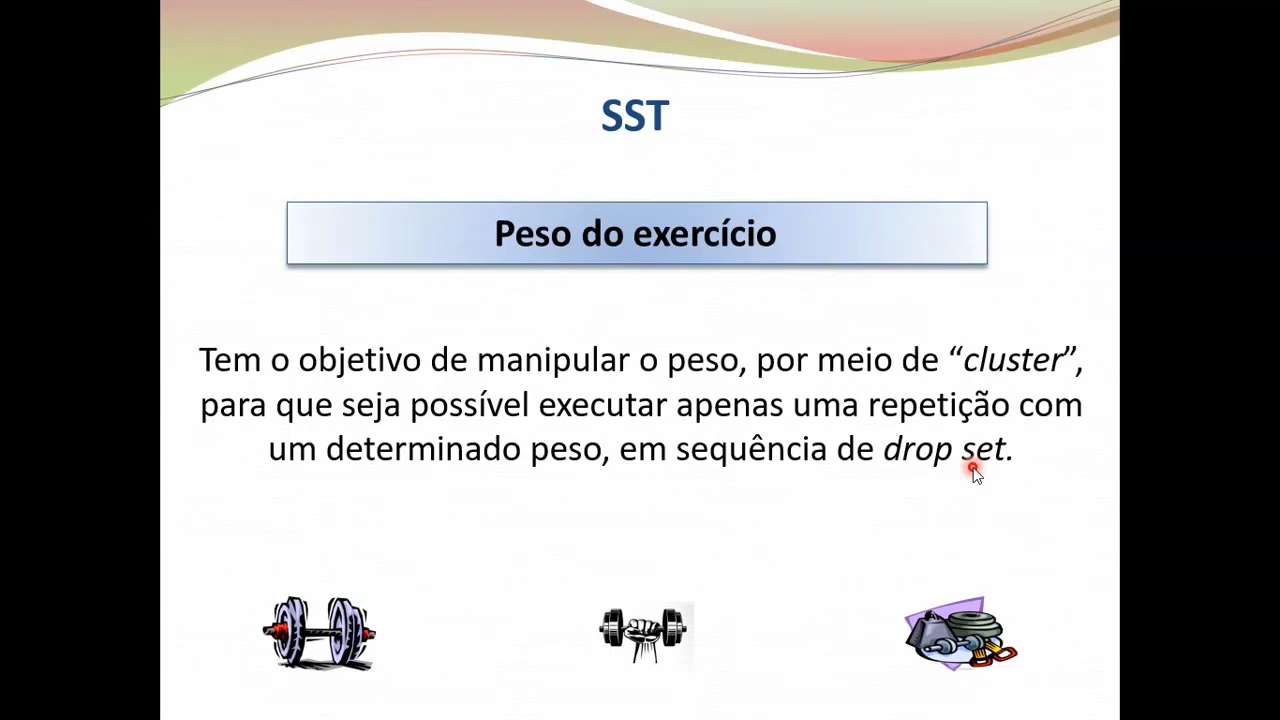 SST
Peso do exercício
Tem o objetivo de manipular o peso, por meio de “cluster”,
para que seja possível executar apenas uma repetição com
um determinado peso, em sequência de drop set.